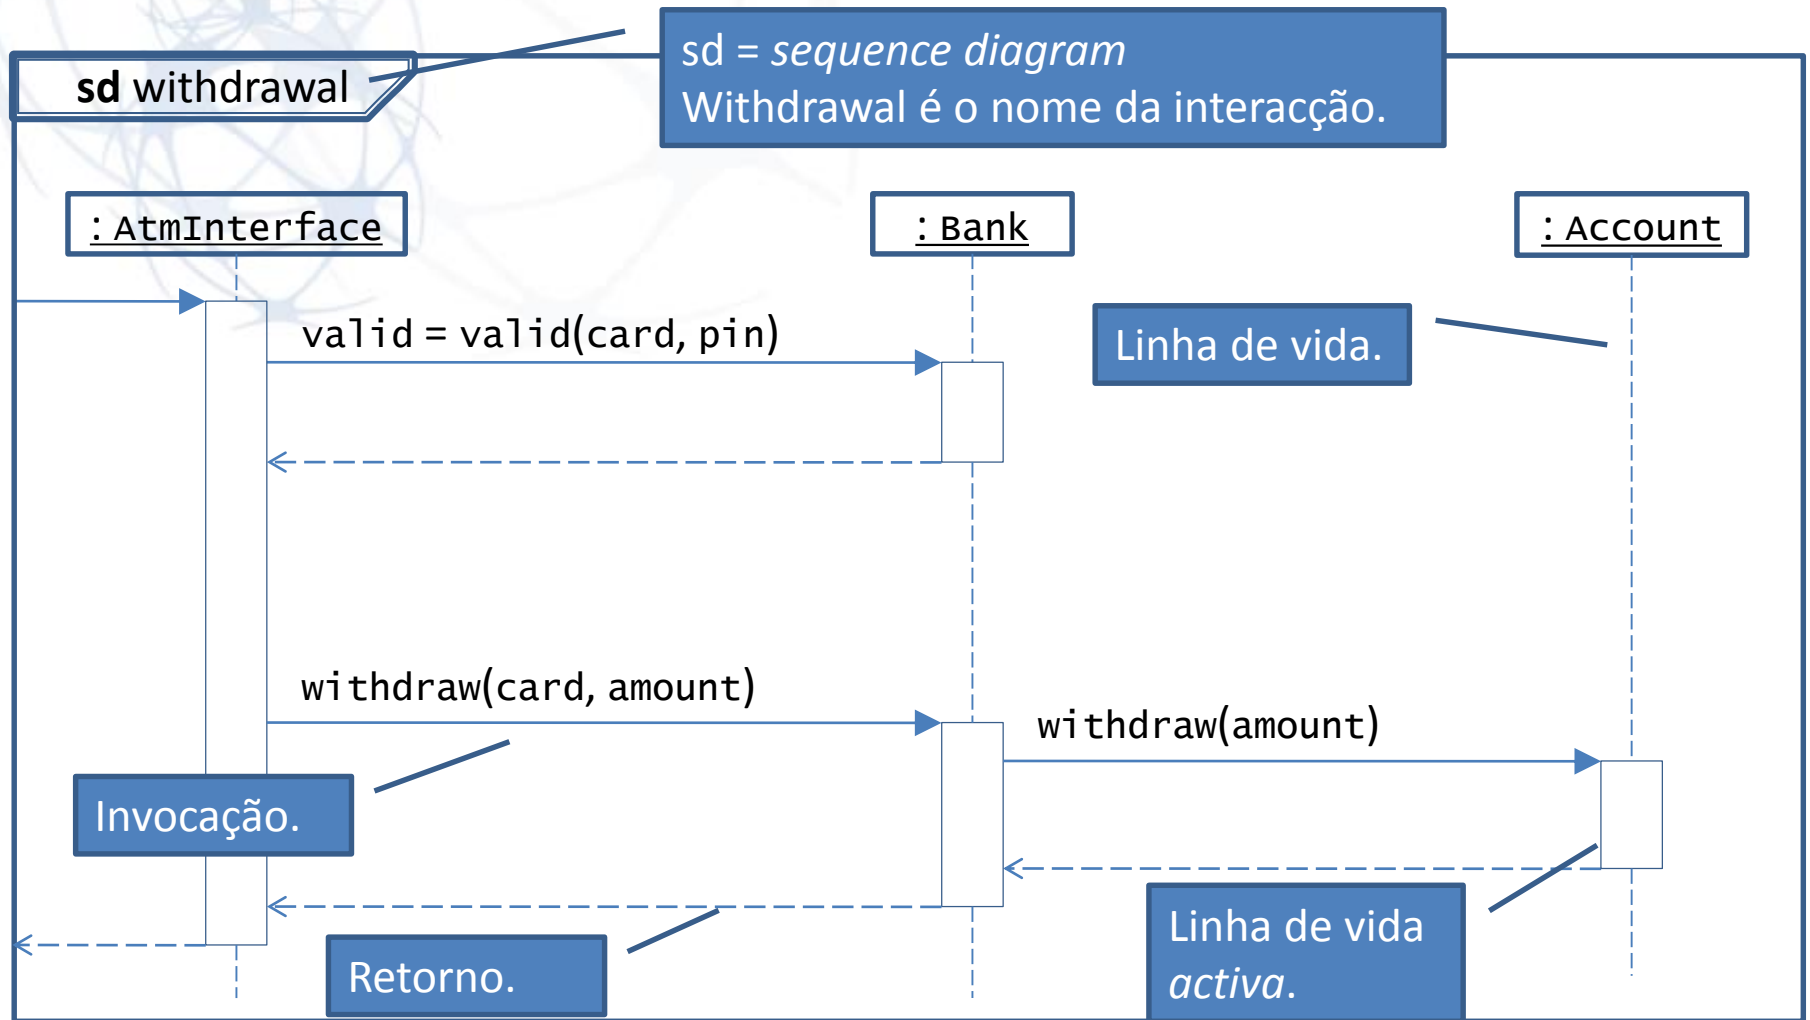 sd = sequence diagram
Withdrawal é o nome da interacção.
sd withdrawal
: AtmInterface
: Bank
: Account
valid = valid(card, pin)
Linha de vida.
withdraw(card, amount)
withdraw(amount)
Invocação.
Linha de vida
activa.
Retorno.